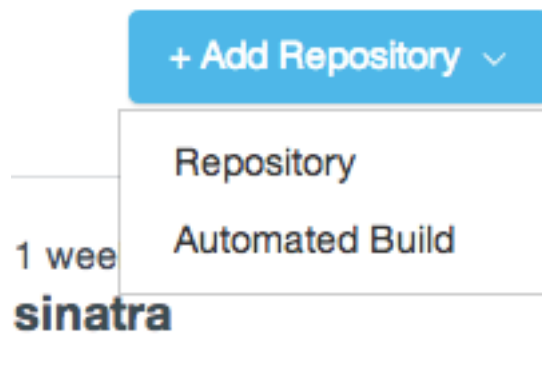 + Add Repository
Repository
Automated Build
1 wee
sinatra